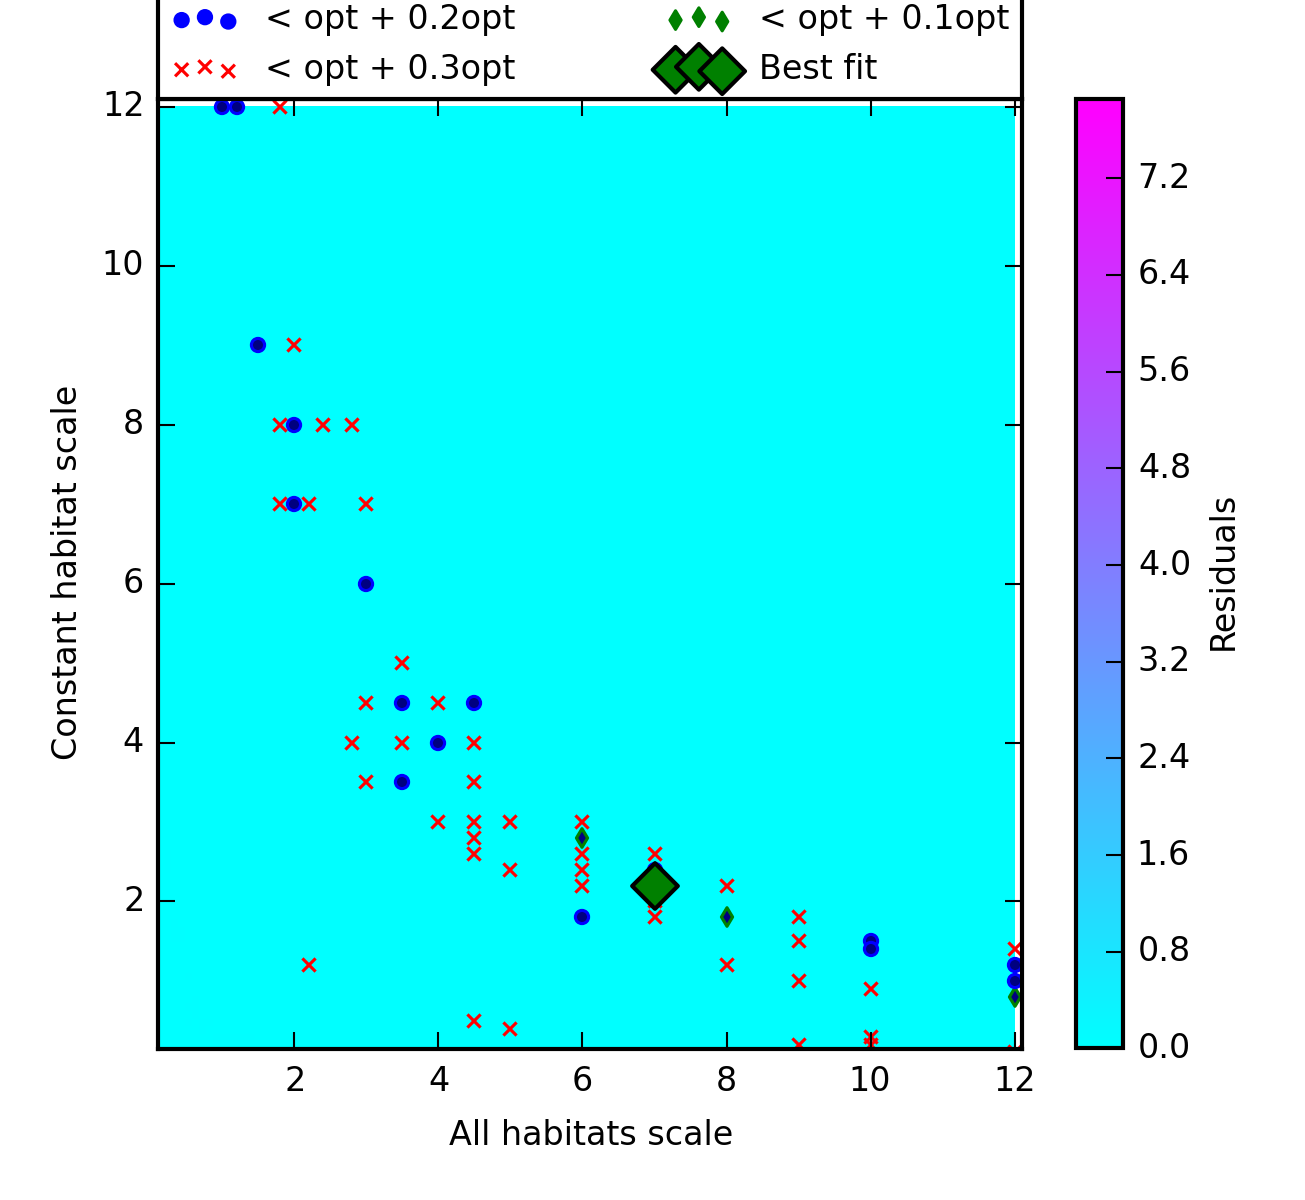 < opt + 0.2opt
< opt + 0.1opt
< opt + 0.3opt
Best fit
12
10
8
6
4
2
Constant habitat scale
2 4 6 8 10 12
All habitats scale
7.2
6.4
5.6
4.8
4.0
3.2
2.4
1.6
0.8
0.0
Residuals